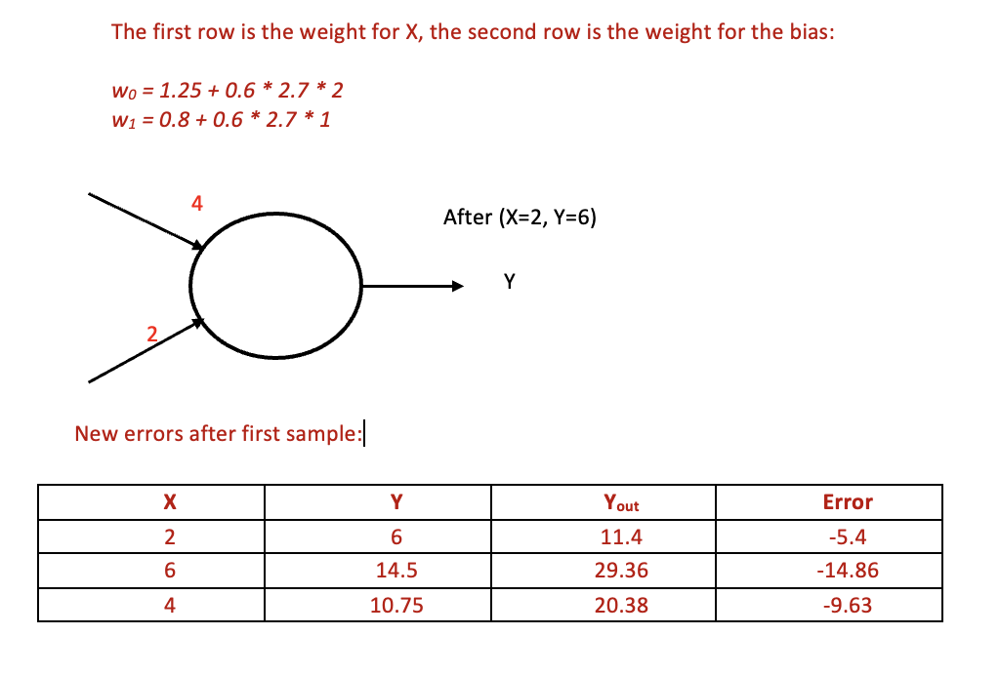 The first row is the weight for X, the second row is the weight for the bias:
w0 = 1.25 + 0.6 * 2.7 * 2
w1 = 0.8 + 0.6 * 2.7 * 1
4
After (X=2, Y=6)
Y
2
New errors after first sample:
X Y Yout Error
2 6 11.4 -5.4
6 14.5 29.36 -14.86
4 10.75 20.38 -9.63